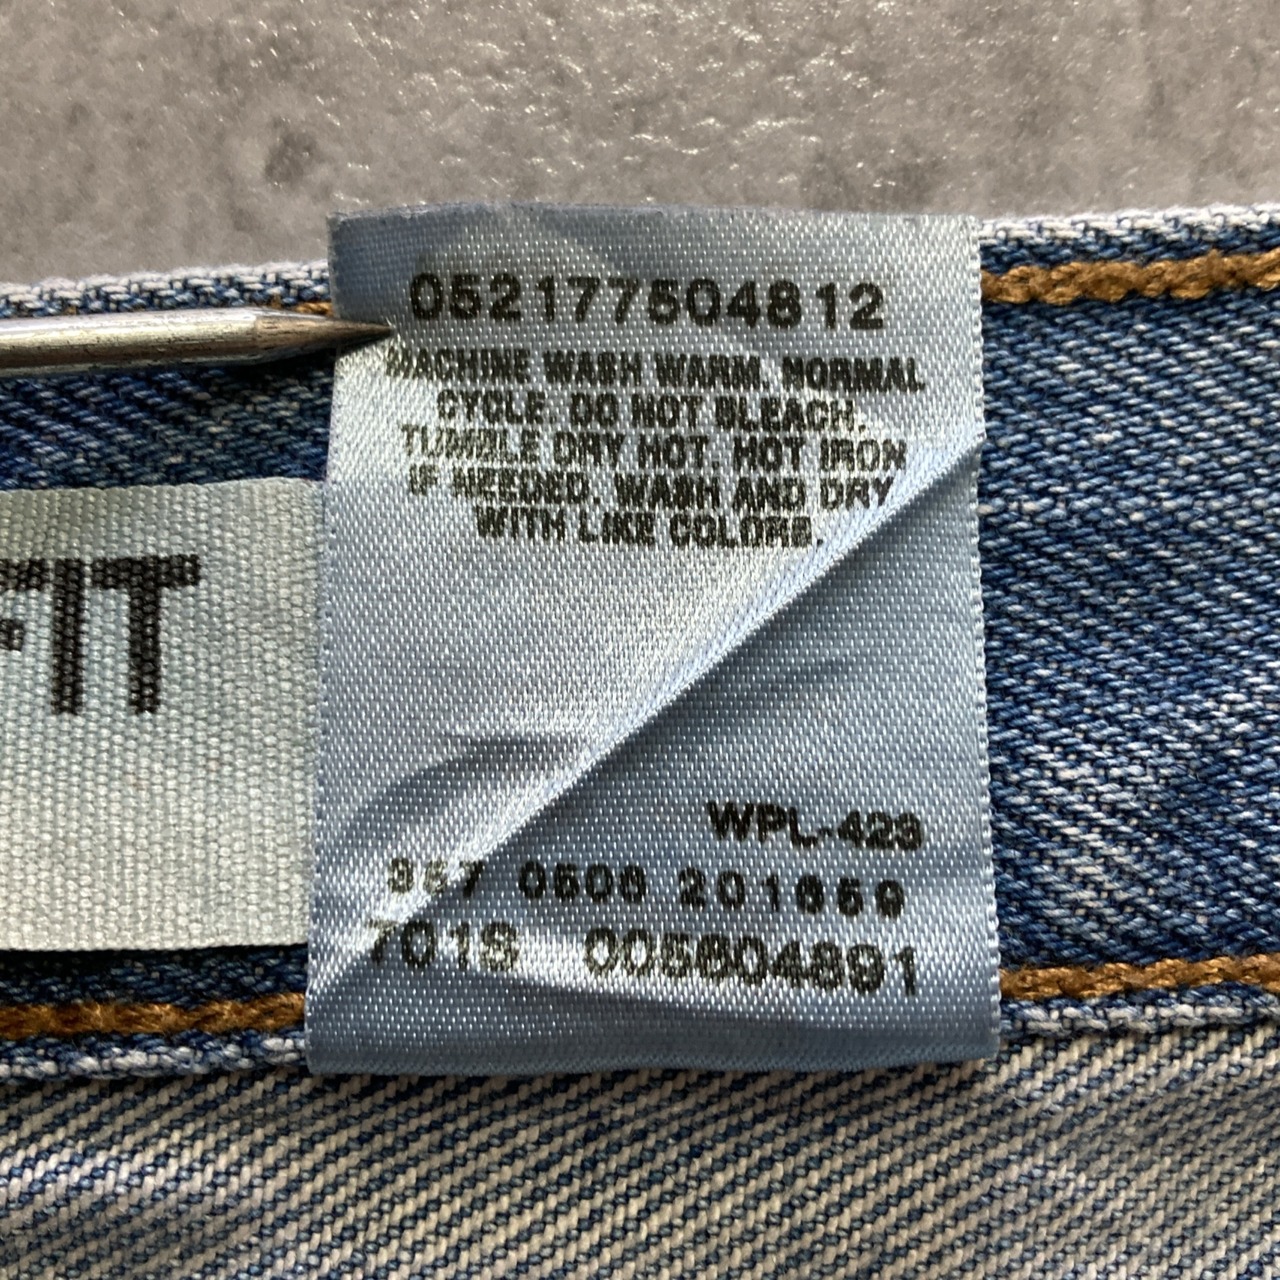 052177504812
MACHINE WASH WARM. NORMAL
CYCLE. DO NOT BLEACH.
TUMBLE DRY HOT. HOT IRON
IF NEEDED. WASH AND DRY
WITH LIKE COLORS.
FIT
WPL-423
357 0506 201659
701S 005604891